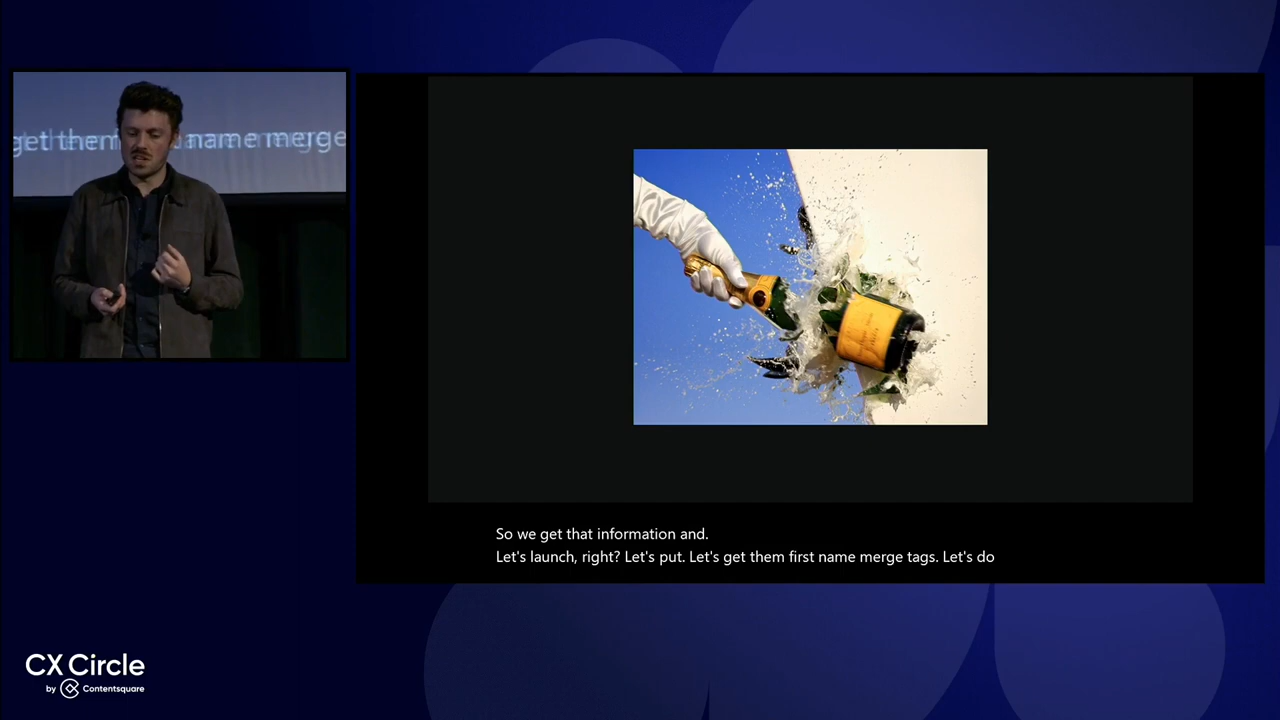 get them name merge
So we get that information and.
Let's launch, right? Let's put. Let's get them first name merge tags. Let's do
CX Circle
by Contentsquare